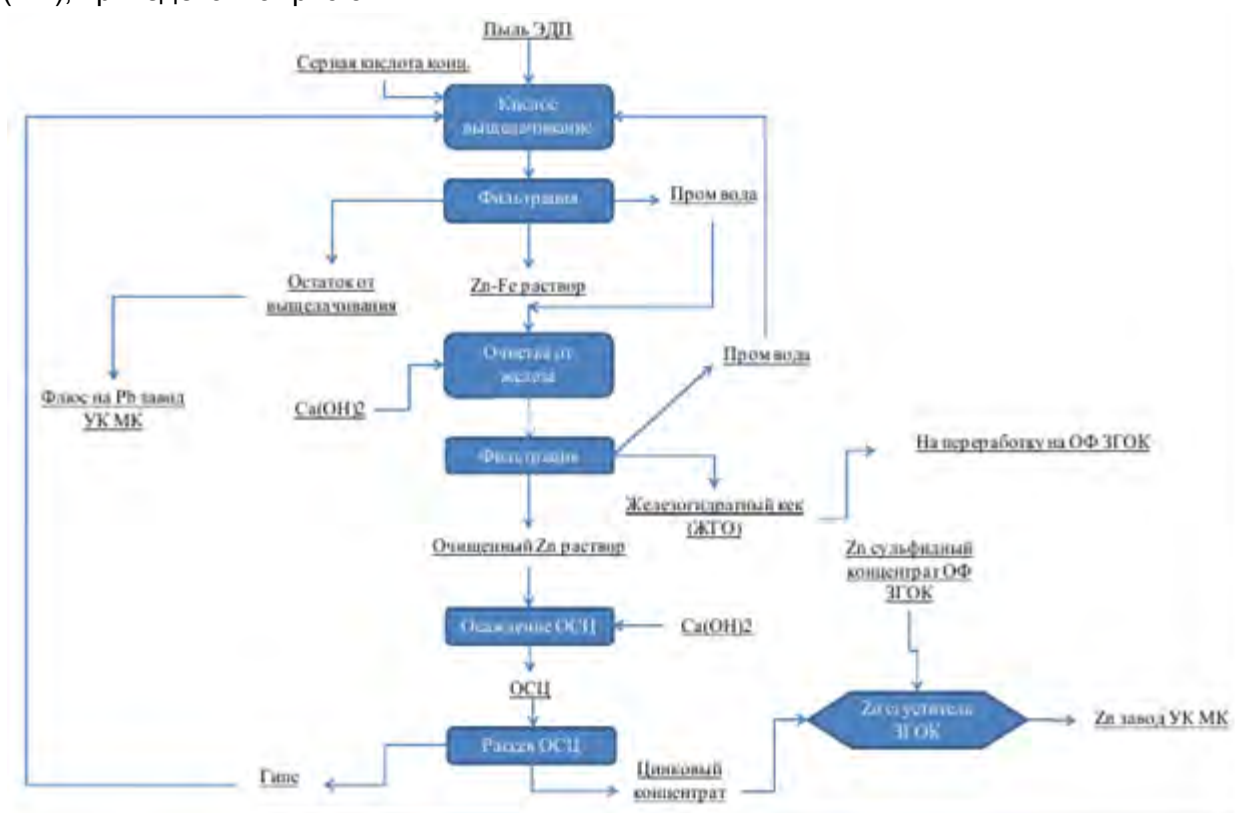 Пыль ЭДП
Серная кислота конц.
Кислое
выщелачивание
Фильтрация
Пром вода
Остаток от
выщелачивания
Zn-Fe раствор
Очистка от
железа
Пром вода
Флюс на Pb завод
УК МК
Ca(OH)2
Фильтрация
На переработку на ОФ ЗГОК
Железогидратный кек
(ЖГО)
Очищенный Zn раствор
Zn сульфидный
концентрат ОФ
ЗГОК
Осаждение ОСЦ
Ca(OH)2
ОСЦ
Zn сгуститель
ЗГОК
Zn завод УК МК
Рассев ОСЦ
Гипс
Цинковый
концентрат